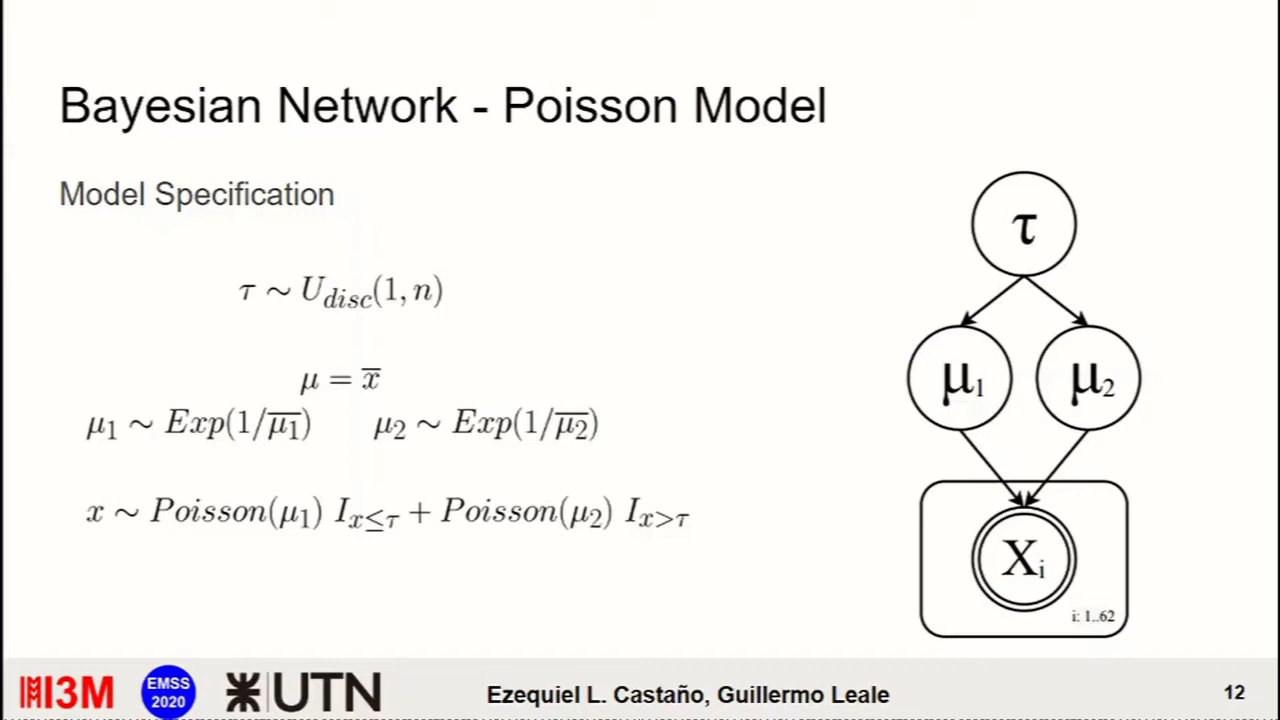 Bayesian Network - Poisson Model
Model Specification
τ ∼ U_disc(1, n)
μ = x̅
μ₁ ∼ Exp(1/μ̅₁) μ₂ ∼ Exp(1/μ̅₂)
x ∼ Poisson(μ₁) I_{x≤τ} + Poisson(μ₂) I_{x>τ}
τ
μ₁ μ₂
Xᵢ
i: 1..62
I3M
EMSS
2020
UTN
Ezequiel L. Castaño, Guillermo Leale
12